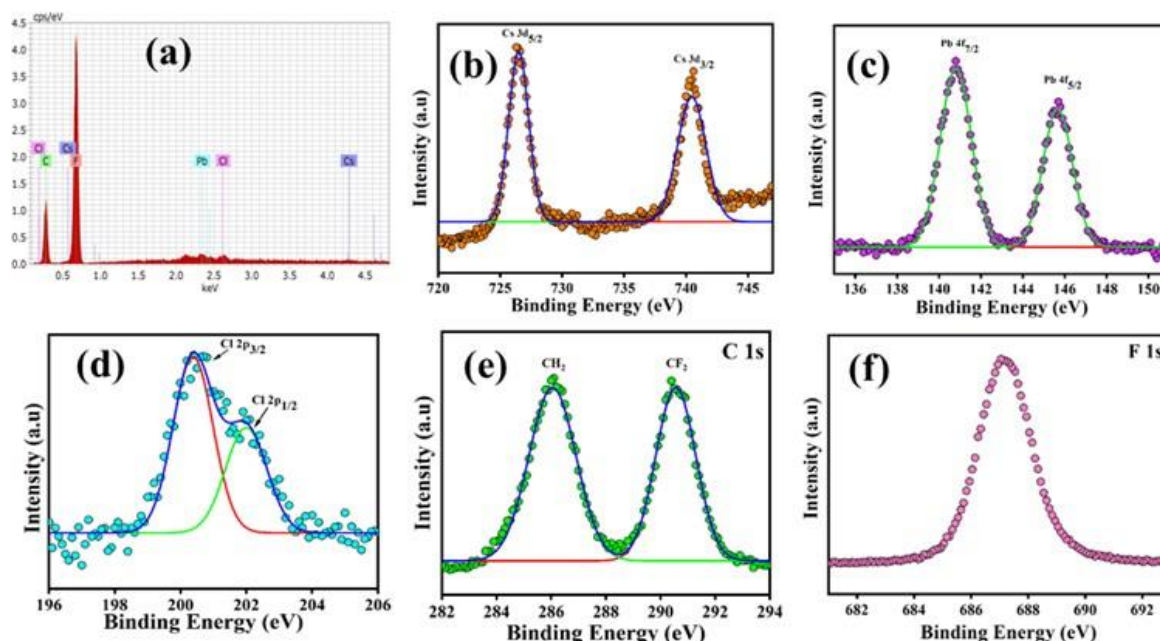 cps/eV
4.5
4.0
3.5
3.0
2.5
2.0
1.5
1.0
0.5
0.0
(a)
Cl Cs Cs
C F Pb Cl
0.5 1.0 1.5 2.0 2.5 3.0 3.5 4.0 4.5
keV
(b)
Cs 3d5/2
Cs 3d3/2
Intensity (a.u)
720 725 730 735 740 745
Binding Energy (eV)
(c)
Pb 4f7/2
Pb 4f5/2
Intensity (a.u)
136 138 140 142 144 146 148 150
Binding Energy (eV)
(d)
Cl 2p3/2
Cl 2p1/2
Intensity (a.u)
196 198 200 202 204 206
Binding Energy (eV)
(e)
CH2
CF2
C 1s
Intensity (a.u)
282 284 286 288 290 292 294
Binding Energy (eV)
(f)
F 1s
Intensity (a.u)
682 684 686 688 690 692
Binding Energy (eV)